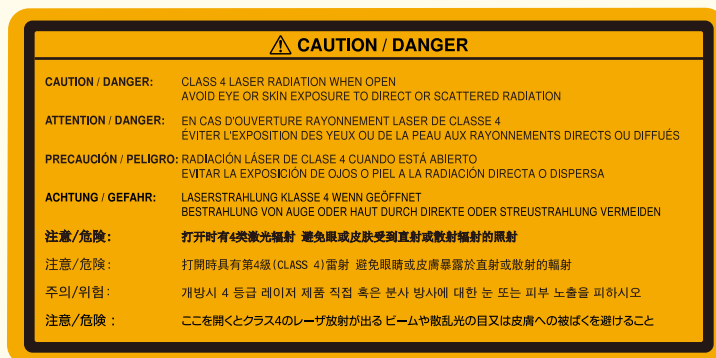 ⚠ CAUTION / DANGER
CAUTION / DANGER: CLASS 4 LASER RADIATION WHEN OPEN
AVOID EYE OR SKIN EXPOSURE TO DIRECT OR SCATTERED RADIATION
ATTENTION / DANGER: EN CAS D'OUVERTURE RAYONNEMENT LASER DE CLASSE 4
ÉVITER L'EXPOSITION DES YEUX OU DE LA PEAU AUX RAYONNEMENTS DIRECTS OU DIFFUÉS
PRECAUCIÓN / PELIGRO: RADIACIÓN LÁSER DE CLASE 4 CUANDO ESTÁ ABIERTO
EVITAR LA EXPOSICIÓN DE OJOS O PIEL A LA RADIACIÓN DIRECTA O DISPERSA
ACHTUNG / GEFAHR: LASERSTRAHLUNG KLASSE 4 WENN GEÖFFNET
BESTRAHLUNG VON AUGE ODER HAUT DURCH DIREKTE ODER STREUSTRAHLUNG VERMEIDEN
注意/危险: 打开时有4类激光辐射 避免眼或皮肤受到直射或散射辐射的照射
注意/危險: 打開時具有第4級(CLASS 4)雷射 避免眼睛或皮膚暴露於直射或散射的輻射
주의/위험: 개방시 4 등급 레이저 제품 직접 혹은 분사 방사에 대한 눈 또는 피부 노출을 피하시오
注意/危険 : ここを開くとクラス4のレーザ放射が出る ビームや散乱光の目又は皮膚への被ばくを避けること